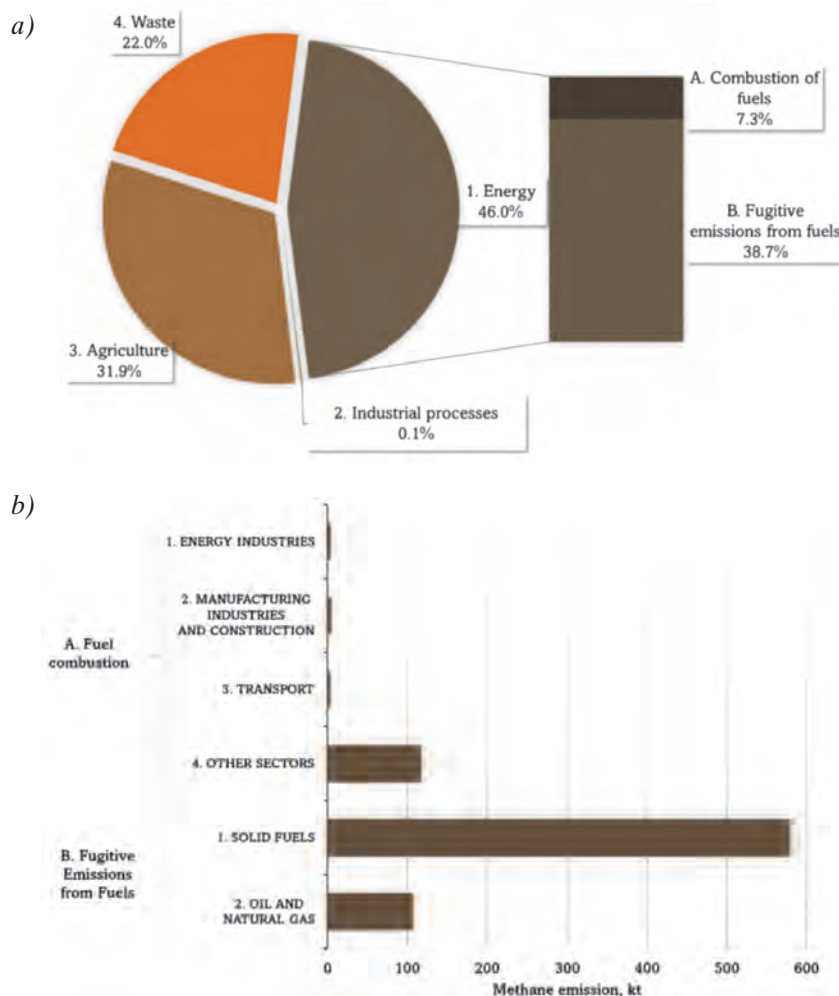 a)
4. Waste
22.0%
A. Combustion of
fuels
7.3%
1. Energy
46.0%
B. Fugitive
emissions from fuels
38.7%
3. Agriculture
31.9%
2. Industrial processes
0.1%
b)
1. ENERGY INDUSTRIES
2. MANUFACTURING
INDUSTRIES
AND CONSTRUCTION
A. Fuel
combustion
3. TRANSPORT
4. OTHER SECTORS
1. SOLID FUELS
B. Fugitive
Emissions
from Fuels
2. OIL AND
NATURAL GAS
0 100 200 300 400 500 600
Methane emission, kt